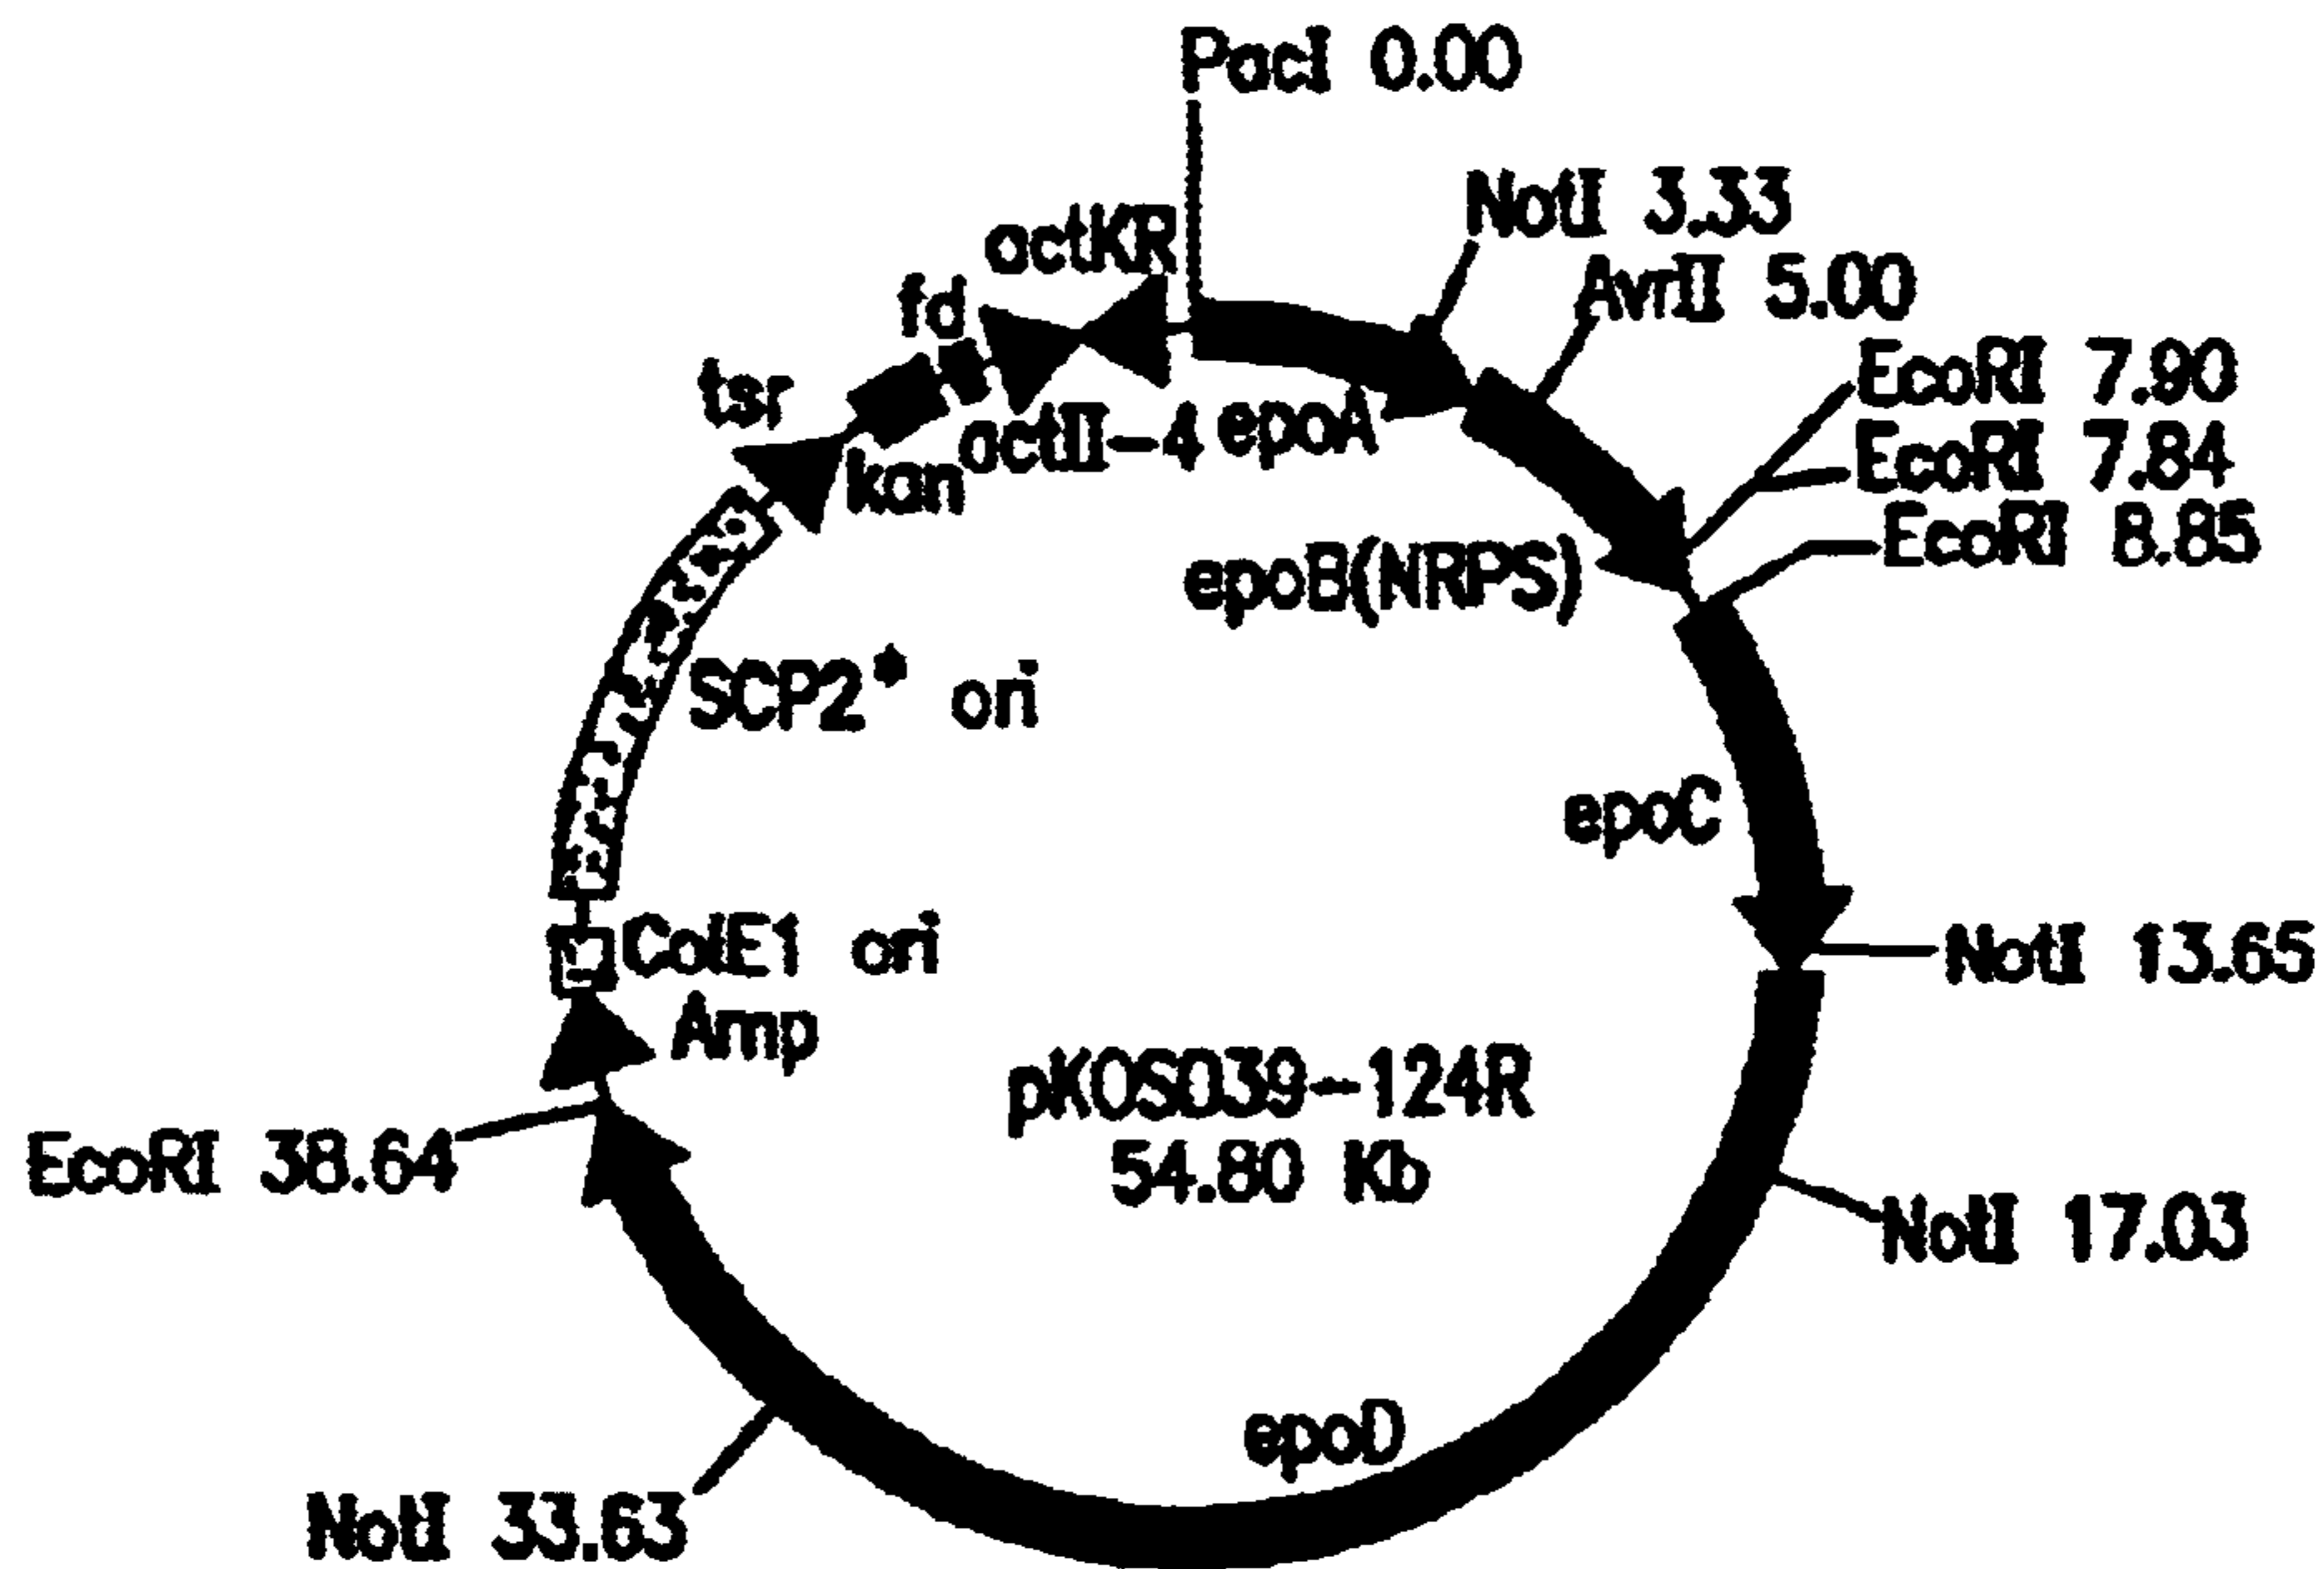 PacI 0.00
NotI 3.33
actKR
AvrII 5.00
fd
EcoRI 7.90
tsr
EcoRI 7.84
actII-4
epoA
kan
EcoRI 8.85
epoB(NRPS)
SCP2* ori
epoC
ColE1 ori
NotI 13.65
Amp
pKOS039-124R
54.80 Kb
EcoRI 38.64
NotI 17.03
epoD
NotI 33.63